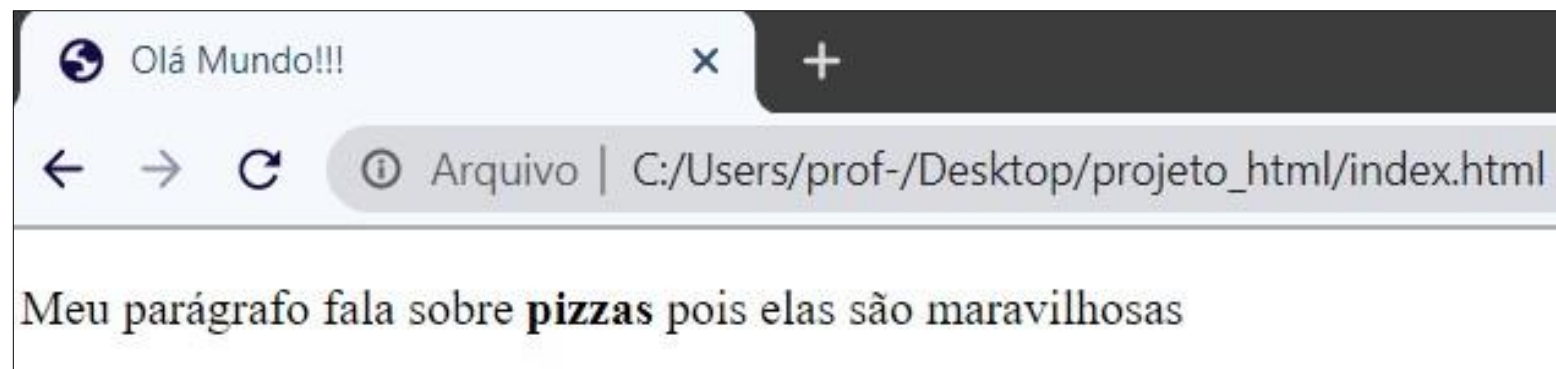 Olá Mundo!!!
Arquivo | C:/Users/prof-/Desktop/projeto_html/index.html
Meu parágrafo fala sobre pizzas pois elas são maravilhosas